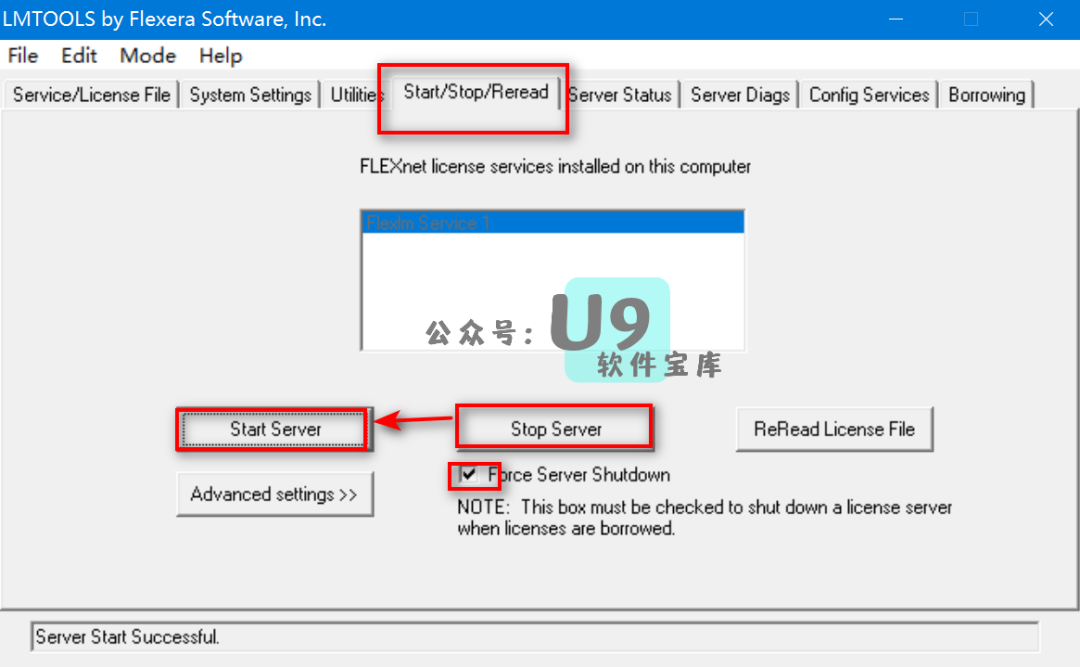 LMTOOLS by Flexera Software, Inc.
File Edit Mode Help
Service/License File System Settings Utilities Start/Stop/Reread Server Status Server Diags Config Services Borrowing
FLEXnet license services installed on this computer
Flexlm Service 1
公众号: U9
软件宝库
Start Server Stop Server ReRead License File
Force Server Shutdown
Advanced settings >>
NOTE: This box must be checked to shut down a license server
when licenses are borrowed.
Server Start Successful.